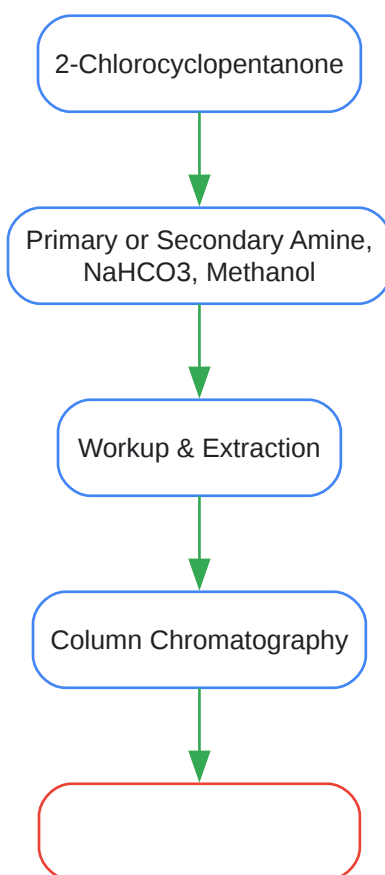 2-Chlorocyclopentanone
Primary or Secondary Amine,
NaHCO3, Methanol
Workup & Extraction
Column Chromatography